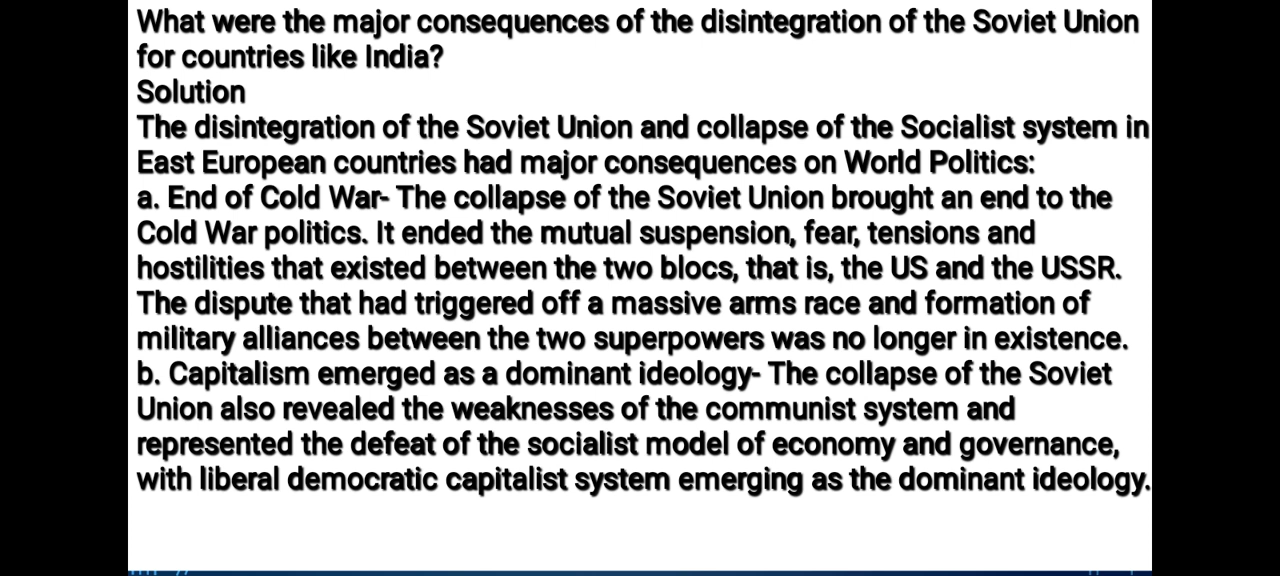 What were the major consequences of the disintegration of the Soviet Union
for countries like India?
Solution
The disintegration of the Soviet Union and collapse of the Socialist system in
East European countries had major consequences on World Politics:
a. End of Cold War- The collapse of the Soviet Union brought an end to the
Cold War politics. It ended the mutual suspension, fear, tensions and
hostilities that existed between the two blocs, that is, the US and the USSR.
The dispute that had triggered off a massive arms race and formation of
military alliances between the two superpowers was no longer in existence.
b. Capitalism emerged as a dominant ideology- The collapse of the Soviet
Union also revealed the weaknesses of the communist system and
represented the defeat of the socialist model of economy and governance,
with liberal democratic capitalist system emerging as the dominant ideology.